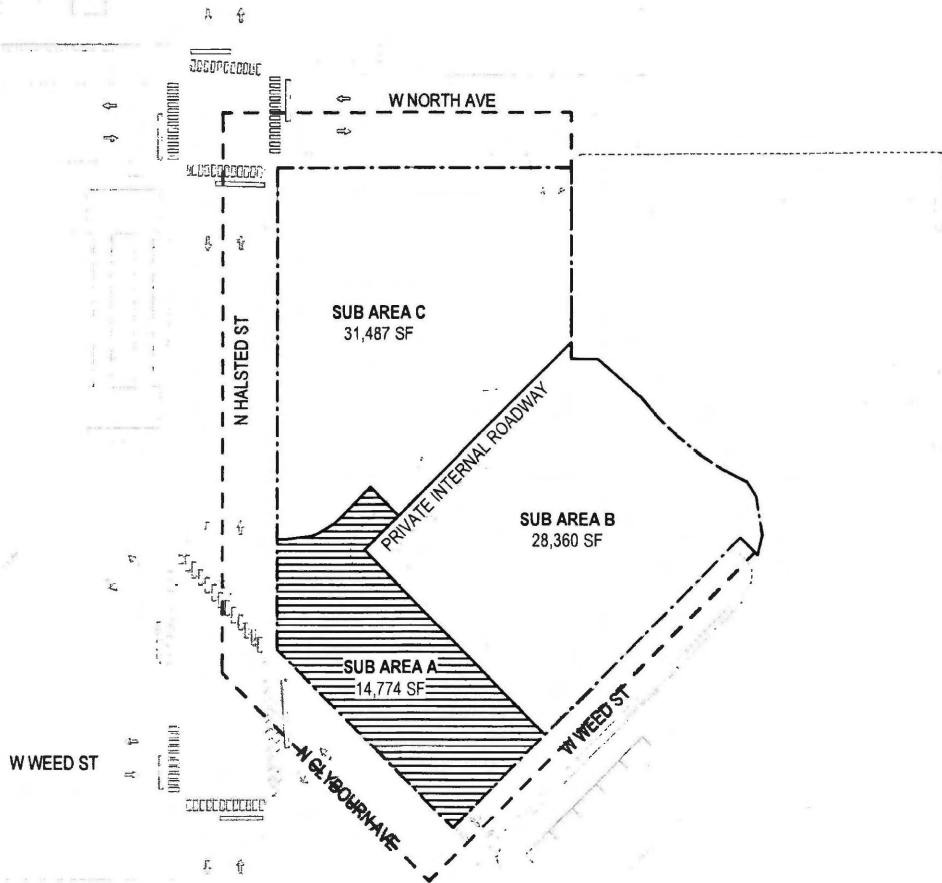 W NORTH AVE
N HALSTED ST
SUB AREA C
31,487 SF
PRIVATE INTERNAL ROADWAY
SUB AREA B
28,360 SF
SUB AREA A
14,774 SF
W WEED ST
W WEED ST
N CLYBOURN AVE